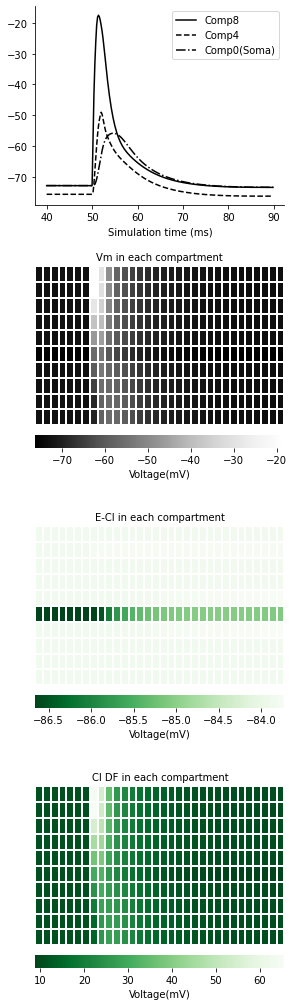 −20
−30
−40
−50
−60
−70
Comp8
Comp4
Comp0(Soma)
40 50 60 70 80 90
Simulation time (ms)
Vm in each compartment
−70 −60 −50 −40 −30 −20
Voltage(mV)
E-Cl in each compartment
−86.5 −86.0 −85.5 −85.0 −84.5 −84.0
Voltage(mV)
Cl DF in each compartment
10 20 30 40 50 60
Voltage(mV)